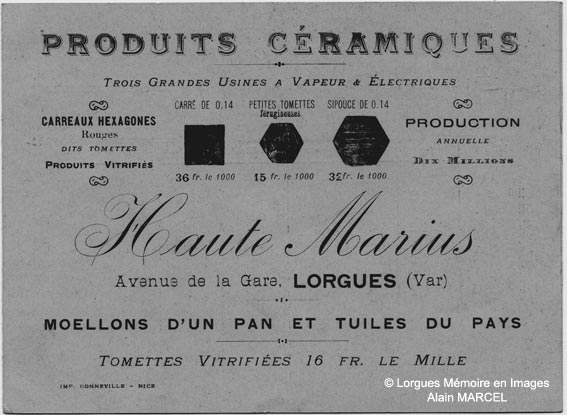 PRODUITS CÉRAMIQUES
TROIS GRANDES USINES A VAPEUR & ÉLECTRIQUES
CARREAUX HEXAGONES
Rouges
DITS TOMETTES
PRODUITS VITRIFIÉS
CARRÉ DE 0.14
36 fr. le 1000
PETITES TOMETTES
ferugineuses
15 fr. le 1000
SIPOUCE DE 0.14
32 fr. le 1000
PRODUCTION
ANNUELLE
DIX MILLIONS
Haute Marius
Avenue de la Gare, LORGUES (Var)
MOELLONS D'UN PAN ET TUILES DU PAYS
TOMETTES VITRIFIÉES 16 FR. LE MILLE
IMP. BONNEVILLE - NICE
© Lorgues Mémoire en Images
Alain MARCEL